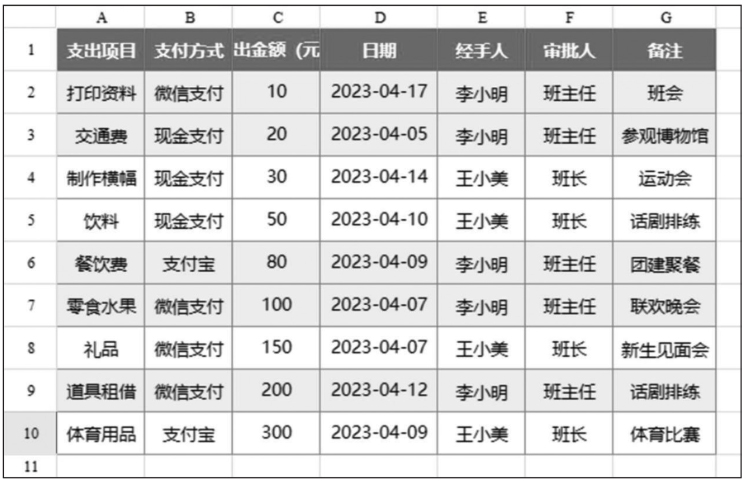 A B C D E F G
1 支出项目 支付方式 出金额（元 日期 经手人 审批人 备注
2 打印资料 微信支付 10 2023-04-17 李小明 班主任 班会
3 交通费 现金支付 20 2023-04-05 李小明 班主任 参观博物馆
4 制作横幅 现金支付 30 2023-04-14 王小美 班长 运动会
5 饮料 现金支付 50 2023-04-10 王小美 班长 话剧排练
6 餐饮费 支付宝 80 2023-04-09 李小明 班主任 团建聚餐
7 零食水果 微信支付 100 2023-04-07 李小明 班主任 联欢晚会
8 礼品 微信支付 150 2023-04-07 王小美 班长 新生见面会
9 道具租借 微信支付 200 2023-04-12 李小明 班主任 话剧排练
10 体育用品 支付宝 300 2023-04-09 王小美 班长 体育比赛
11